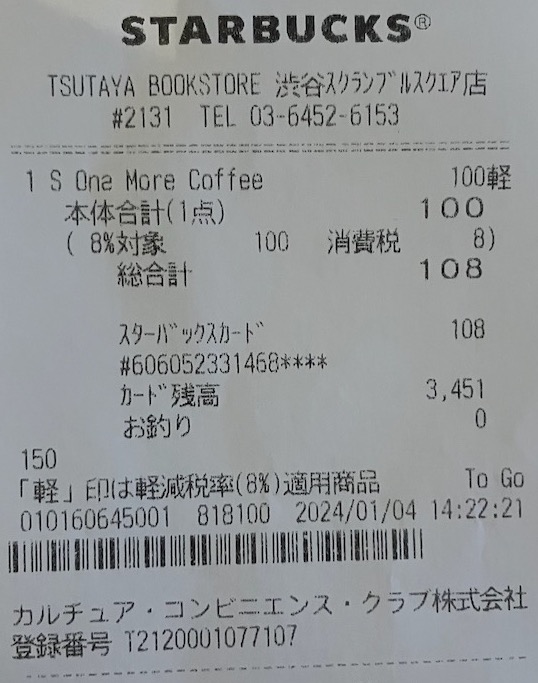 STARBUCKS®
TSUTAYA BOOKSTORE 渋谷ｽｸﾗﾝﾌﾞﾙｽｸｴｱ店
#2131 TEL 03-6452-6153
1 S One More Coffee 100軽
本体合計(1点) 100
( 8%対象 100 消費税 8)
総合計 108
ｽﾀｰﾊﾞｯｸｽｶｰﾄﾞ 108
#606052331468****
ｶｰﾄﾞ残高 3,451
お釣り 0
150
「軽」印は軽減税率(8%)適用商品 To Go
010160645001 818100 2024/01/04 14:22:21
カルチュア・コンビニエンス・クラブ株式会社
登録番号 T2120001077107